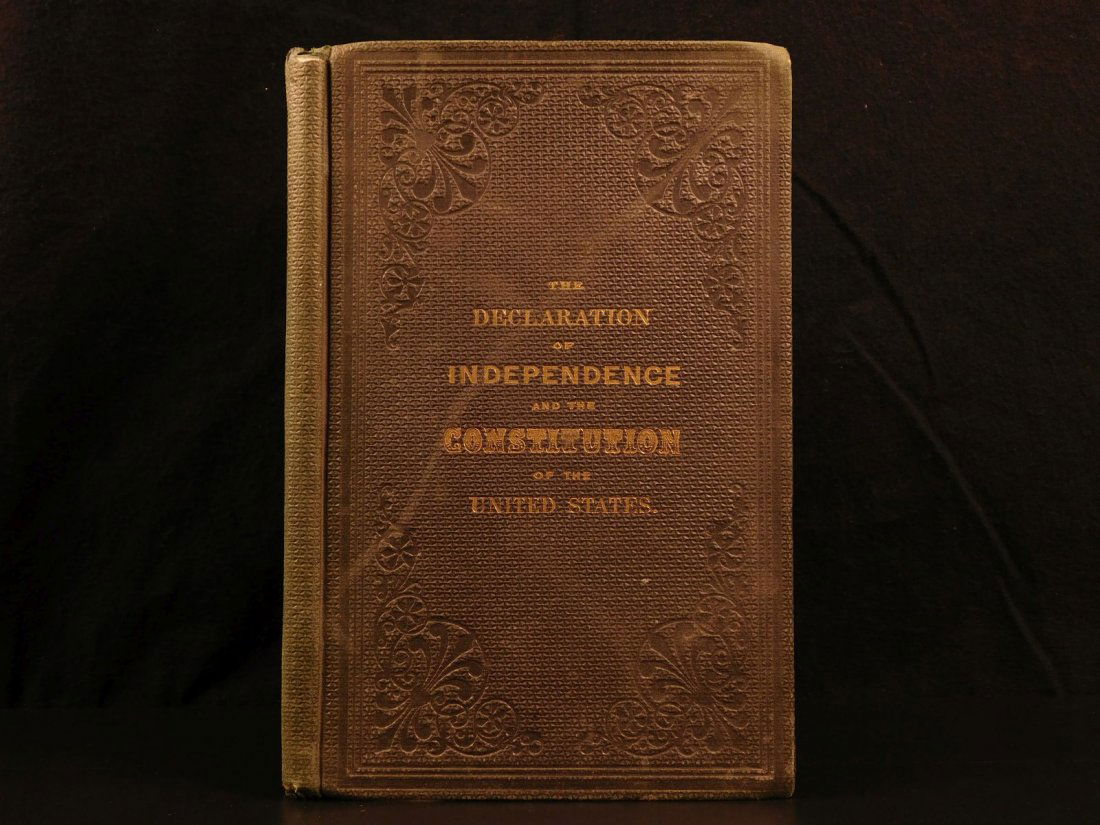 THE
DECLARATION
OF
INDEPENDENCE
AND THE
CONSTITUTION
OF THE
UNITED STATES.